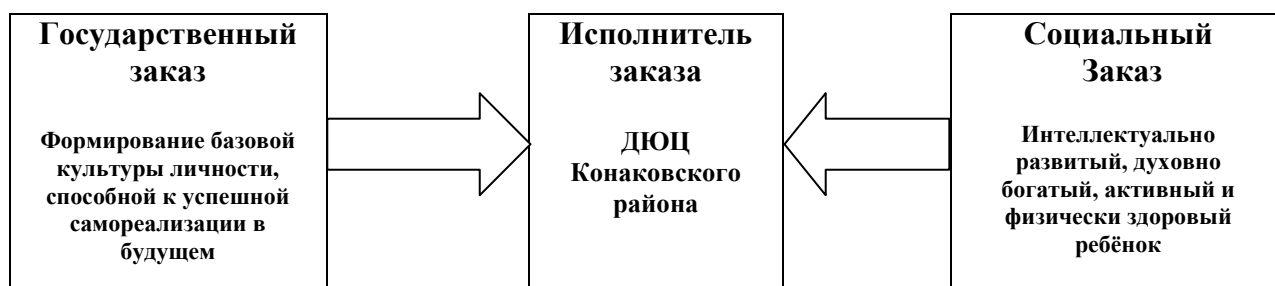 Государственный
заказ
Формирование базовой
культуры личности,
способной к успешной
самореализации в
будущем
Исполнитель
заказа
ДЮЦ
Конаковского
района
Социальный
Заказ
Интеллектуально
развитый, духовно
богатый, активный и
физически здоровый
ребёнок